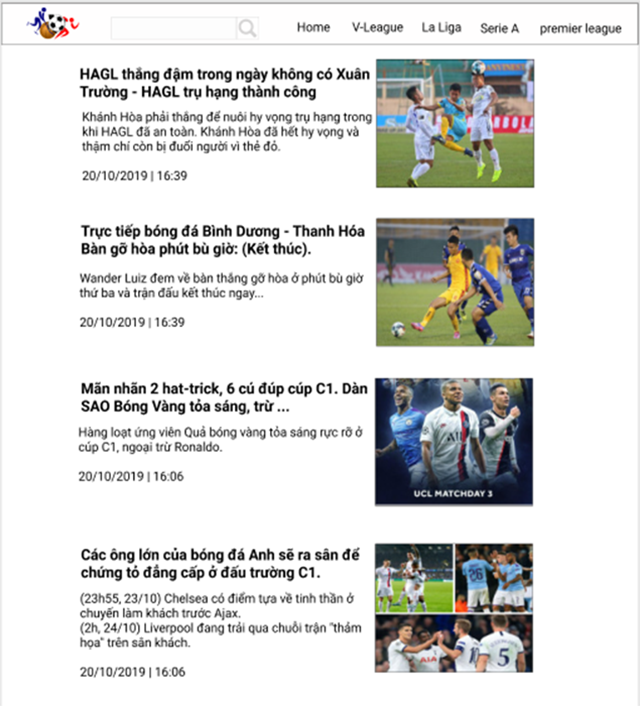 Home V-League La Liga Serie A premier league
HAGL thắng đậm trong ngày không có Xuân
Trường - HAGL trụ hạng thành công
Khánh Hòa phải thắng để nuôi hy vọng trụ hạng trong
khi HAGL đã an toàn. Khánh Hòa đã hết hy vọng và
thậm chí còn bị đuổi người vì thẻ đỏ.
20/10/2019 | 16:39
Trực tiếp bóng đá Bình Dương - Thanh Hóa
Bàn gỡ hòa phút bù giờ: (Kết thúc).
Wander Luiz đem về bàn thắng gỡ hòa ở phút bù giờ
thứ ba và trận đấu kết thúc ngay...
20/10/2019 | 16:39
Mãn nhãn 2 hat-trick, 6 cú đúp cúp C1. Dàn
SAO Bóng Vàng tỏa sáng, trừ ...
Hàng loạt ứng viên Quả bóng vàng tỏa sáng rực rỡ ở
cúp C1, ngoại trừ Ronaldo.
20/10/2019 | 16:06
UCL MATCHDAY 3
Các ông lớn của bóng đá Anh sẽ ra sân để
chứng tỏ đẳng cấp ở đấu trường C1.
(23h55, 23/10) Chelsea có điểm tựa về tinh thần ở
chuyến làm khách trước Ajax.
(2h, 24/10) Liverpool đang trải qua chuỗi trận "thảm
họa" trên sân khách.
20/10/2019 | 16:06
26
AIA
5